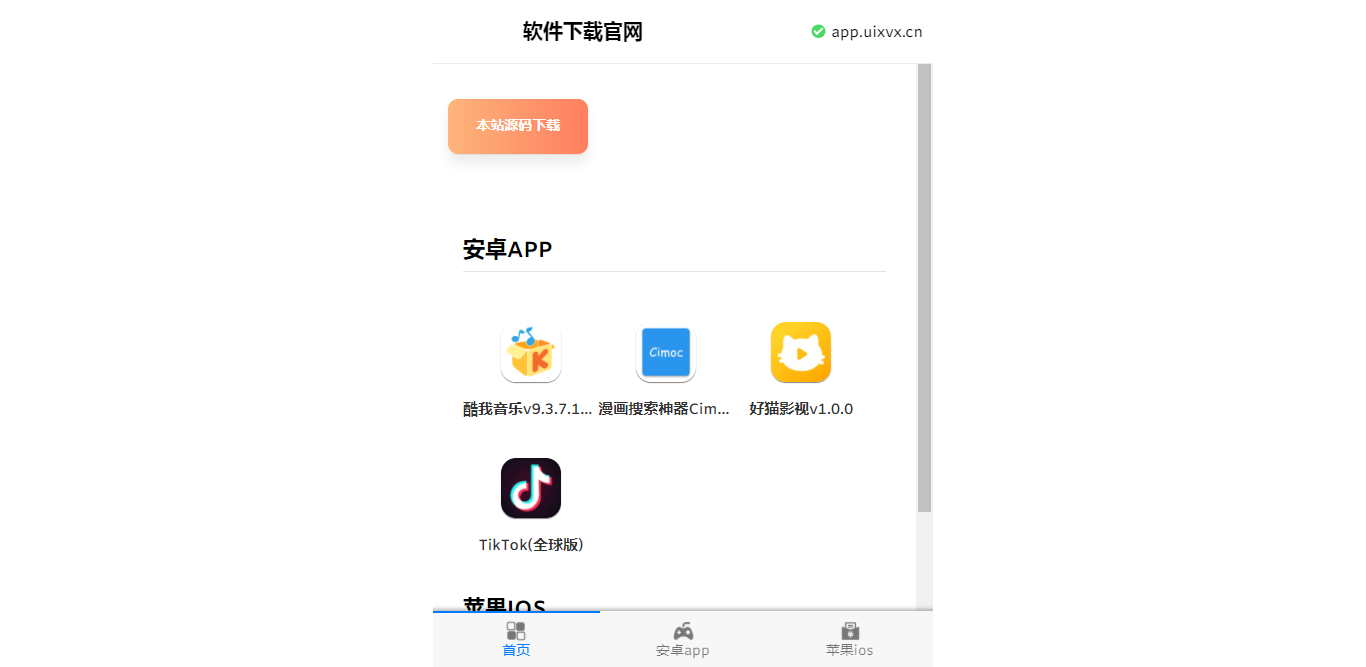 软件下载官网
app.uixvx.cn
本站源码下载
安卓APP
Cimoc
酷我音乐v9.3.7.1... 漫画搜索神器Cim... 好猫影视v1.0.0
TikTok(全球版)
苹果IOS
首页 安卓app 苹果ios